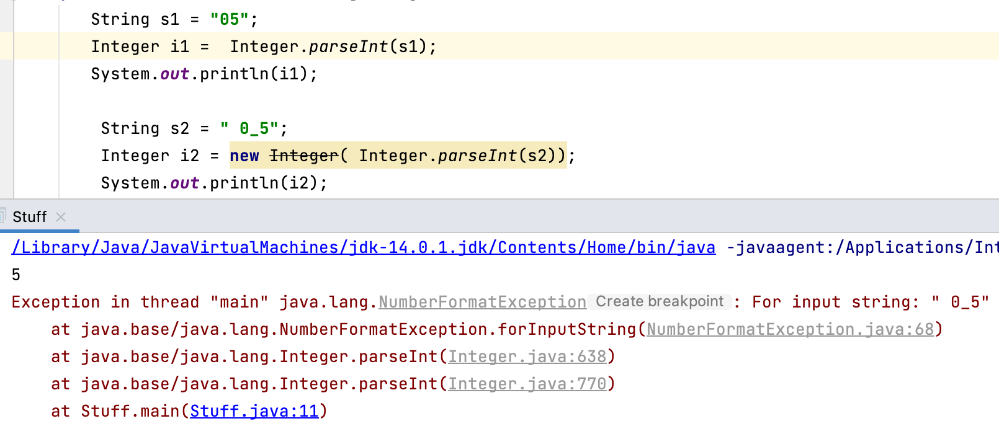 String s1 = "05";
Integer i1 =  Integer.parseInt(s1);
System.out.println(i1);
String s2 = " 0_5";
Integer i2 = new Integer( Integer.parseInt(s2));
System.out.println(i2);
Stuff
/Library/Java/JavaVirtualMachines/jdk-14.0.1.jdk/Contents/Home/bin/java -javaagent:/Applications/Int
5
Exception in thread "main" java.lang.NumberFormatException Create breakpoint : For input string: " 0_5"
at java.base/java.lang.NumberFormatException.forInputString(NumberFormatException.java:68)
at java.base/java.lang.Integer.parseInt(Integer.java:638)
at java.base/java.lang.Integer.parseInt(Integer.java:770)
at Stuff.main(Stuff.java:11)